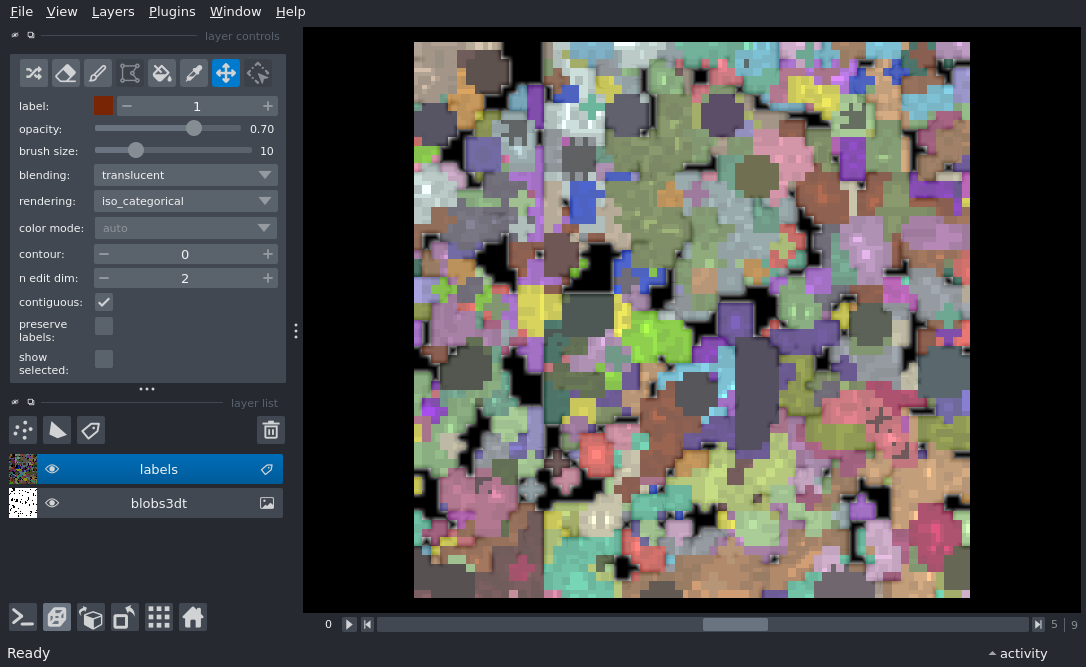 File View Layers Plugins Window Help
layer controls
label: 1
opacity: 0.70
brush size: 10
blending: translucent
rendering: iso_categorical
color mode: auto
contour: 0
n edit dim: 2
contiguous:
preserve
labels:
show
selected:
layer list
labels
blobs3dt
0 5 9
Ready activity